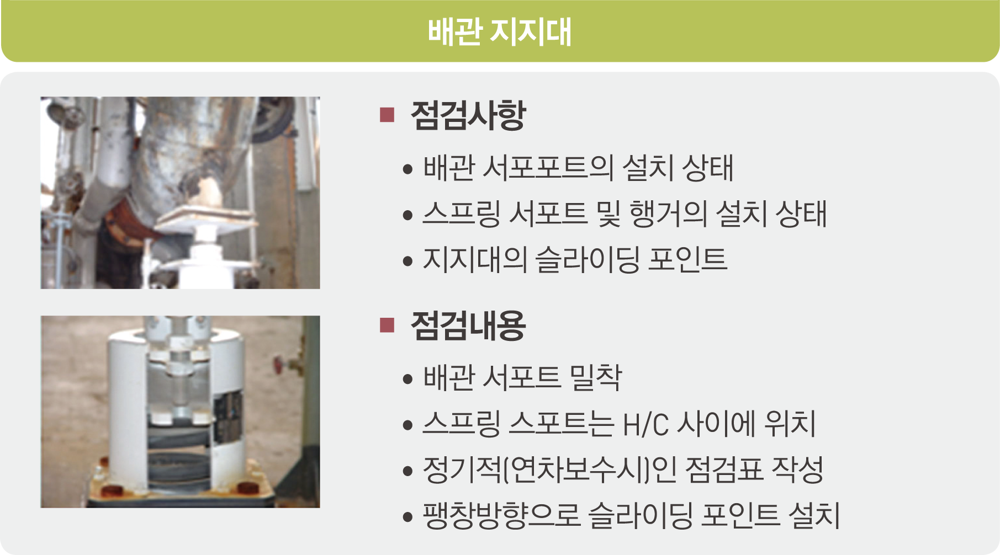 배관 지지대
■ 점검사항
• 배관 서포포트의 설치 상태
• 스프링 서포트 및 행거의 설치 상태
• 지지대의 슬라이딩 포인트
■ 점검내용
• 배관 서포트 밀착
• 스프링 스포트는 H/C 사이에 위치
• 정기적(연차보수시)인 점검표 작성
• 팽창방향으로 슬라이딩 포인트 설치